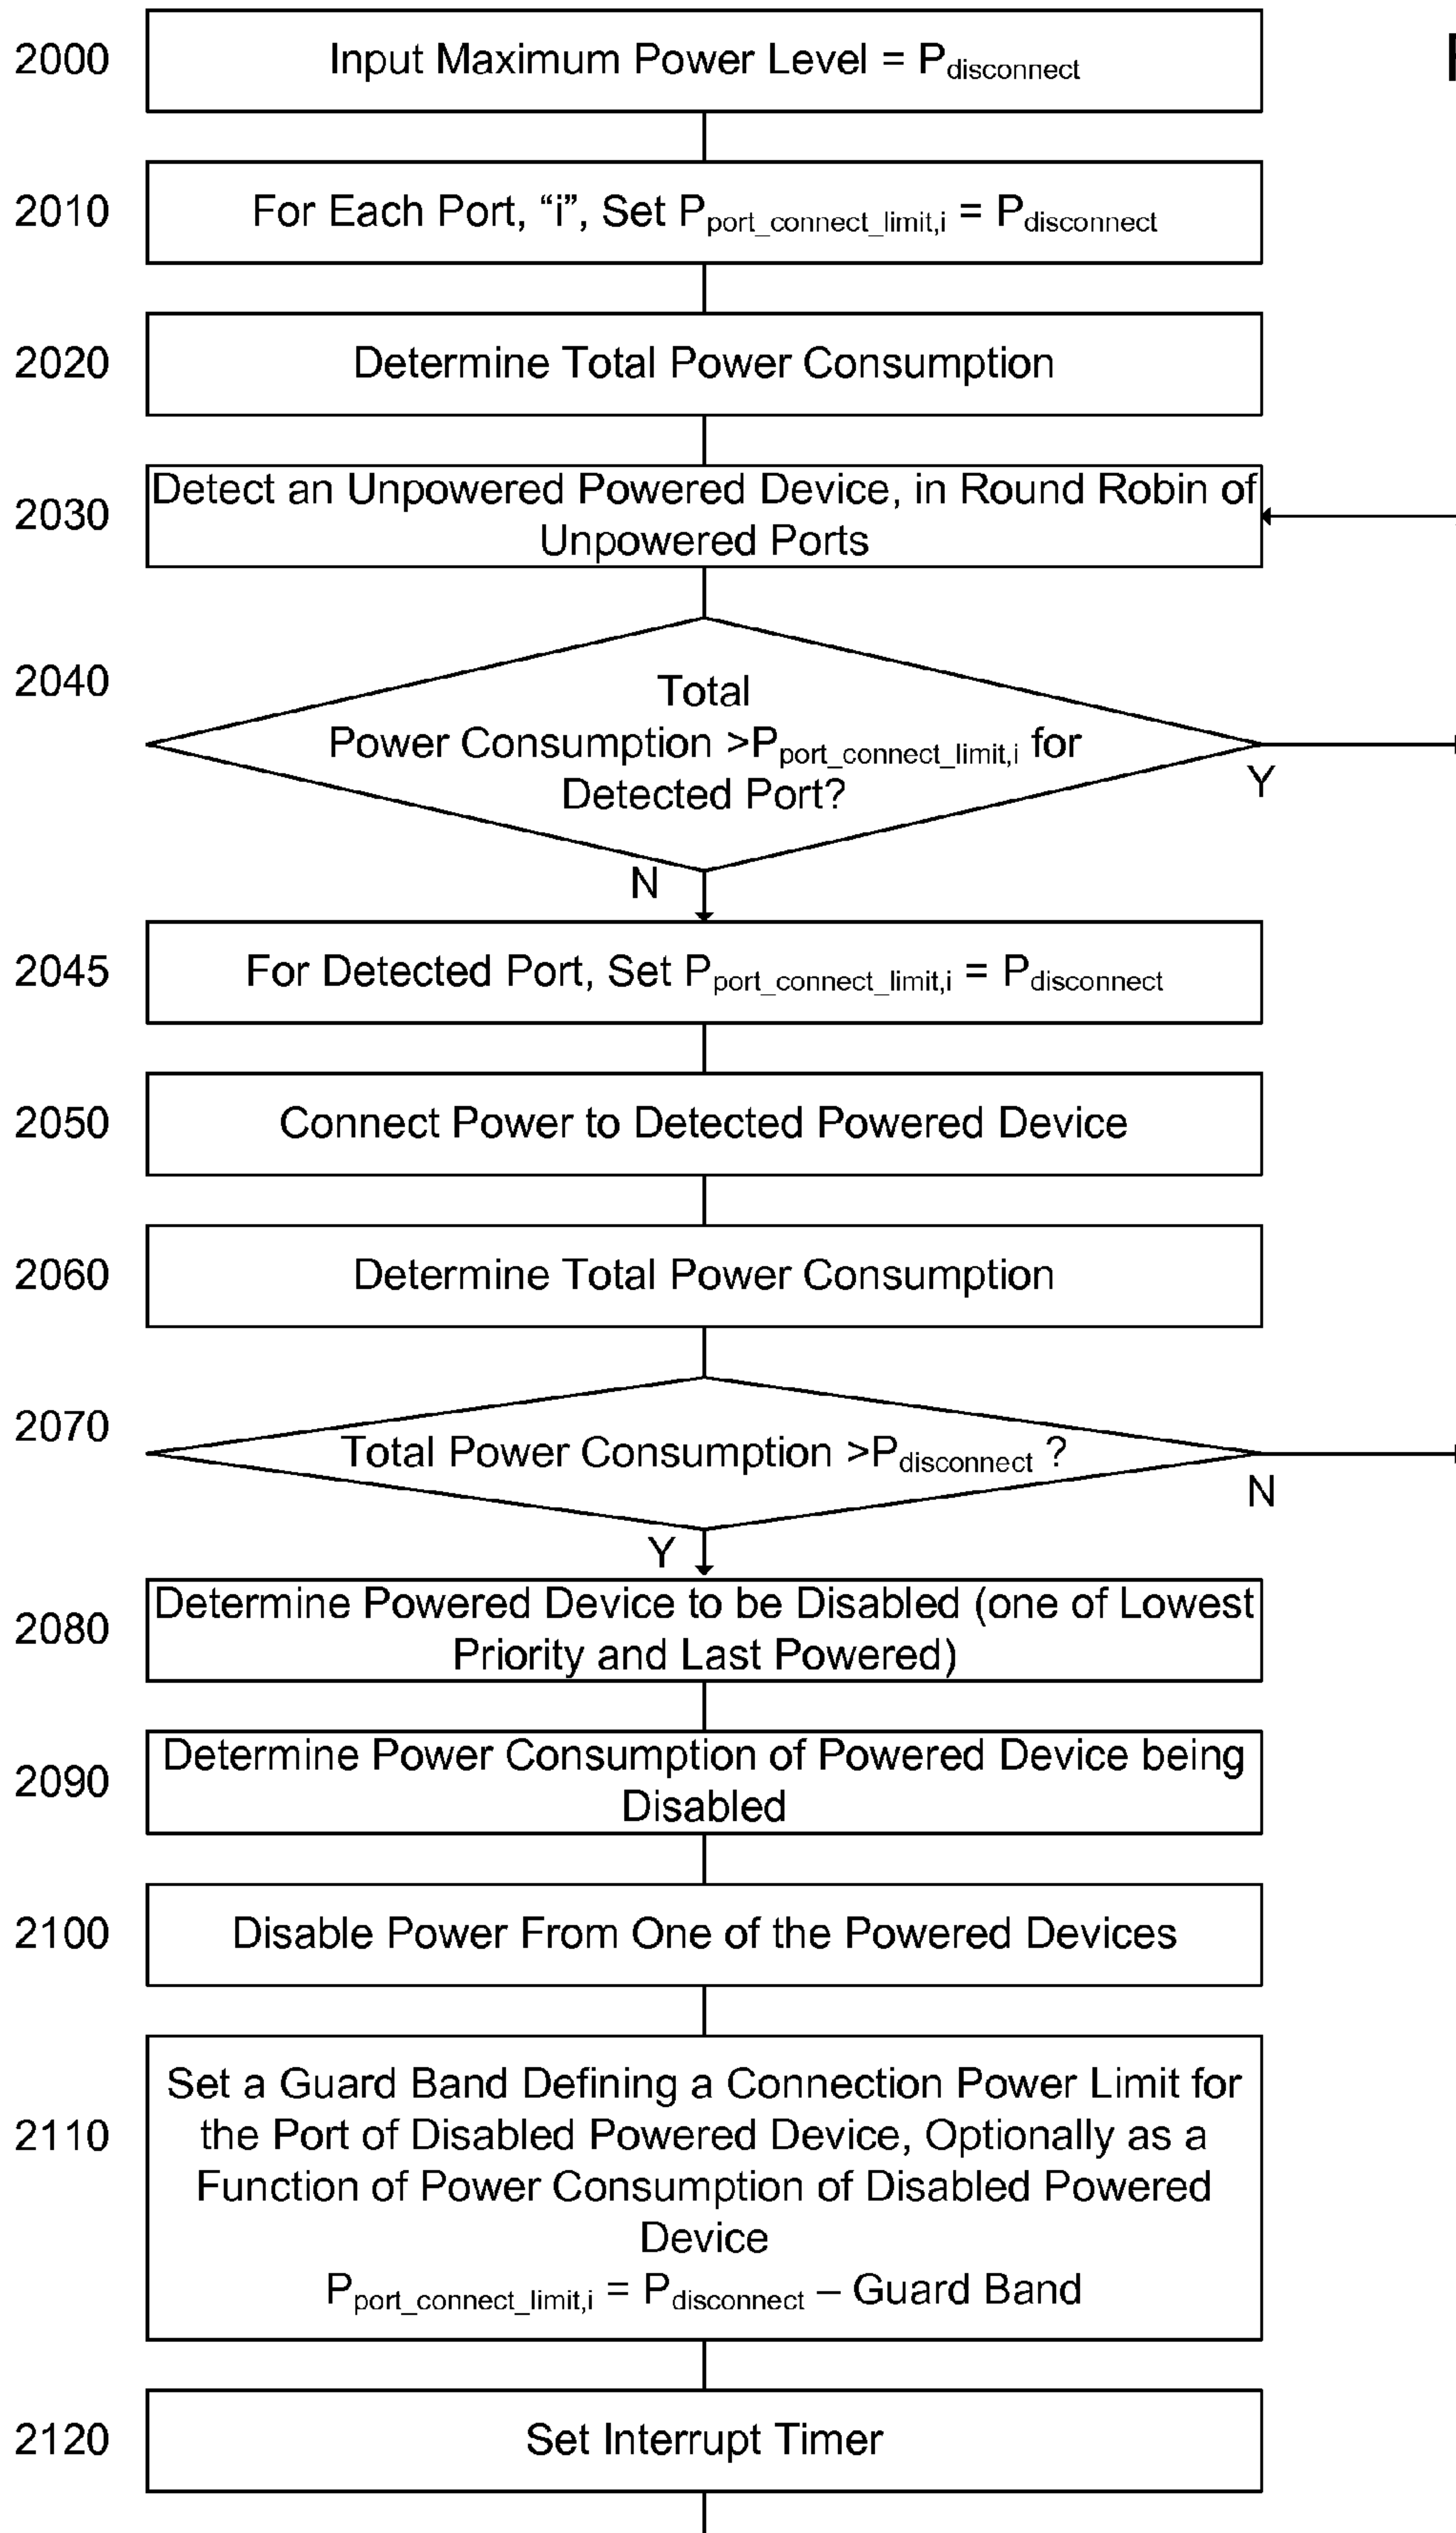 2000
Input Maximum Power Level = Pdisconnect
2010
For Each Port, “i”, Set Pport_connect_limit,i = Pdisconnect
2020
Determine Total Power Consumption
2030
Detect an Unpowered Powered Device, in Round Robin of
Unpowered Ports
2040
Total
Power Consumption >Pport_connect_limit,i for
Detected Port?
Y
N
2045
For Detected Port, Set Pport_connect_limit,i = Pdisconnect
2050
Connect Power to Detected Powered Device
2060
Determine Total Power Consumption
2070
Total Power Consumption >Pdisconnect ?
N
Y
2080
Determine Powered Device to be Disabled (one of Lowest
Priority and Last Powered)
2090
Determine Power Consumption of Powered Device being
Disabled
2100
Disable Power From One of the Powered Devices
2110
Set a Guard Band Defining a Connection Power Limit for
the Port of Disabled Powered Device, Optionally as a
Function of Power Consumption of Disabled Powered
Device
Pport_connect_limit,i = Pdisconnect – Guard Band
2120
Set Interrupt Timer